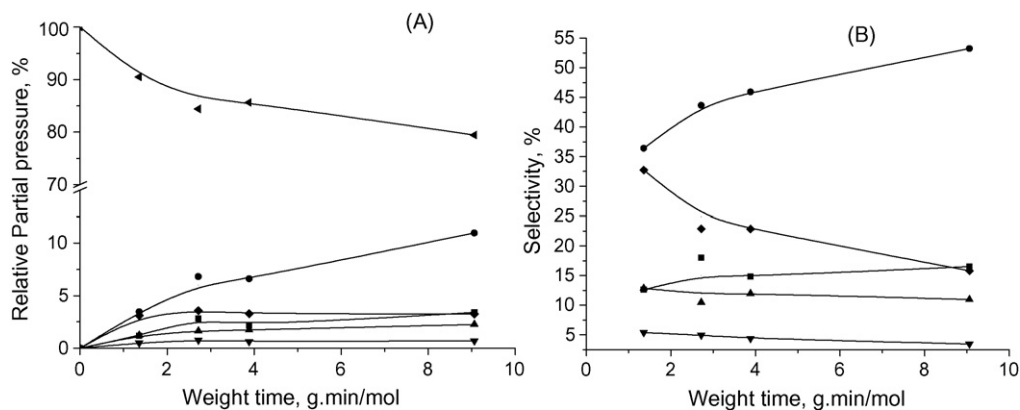 (A)
Relative Partial pressure, %
100
90
80
70
10
5
0
0 2 4 6 8 10
Weight time, g.min/mol
(B)
Selectivity, %
55
50
45
40
35
30
25
20
15
10
5
0 2 4 6 8 10
Weight time, g.min/mol